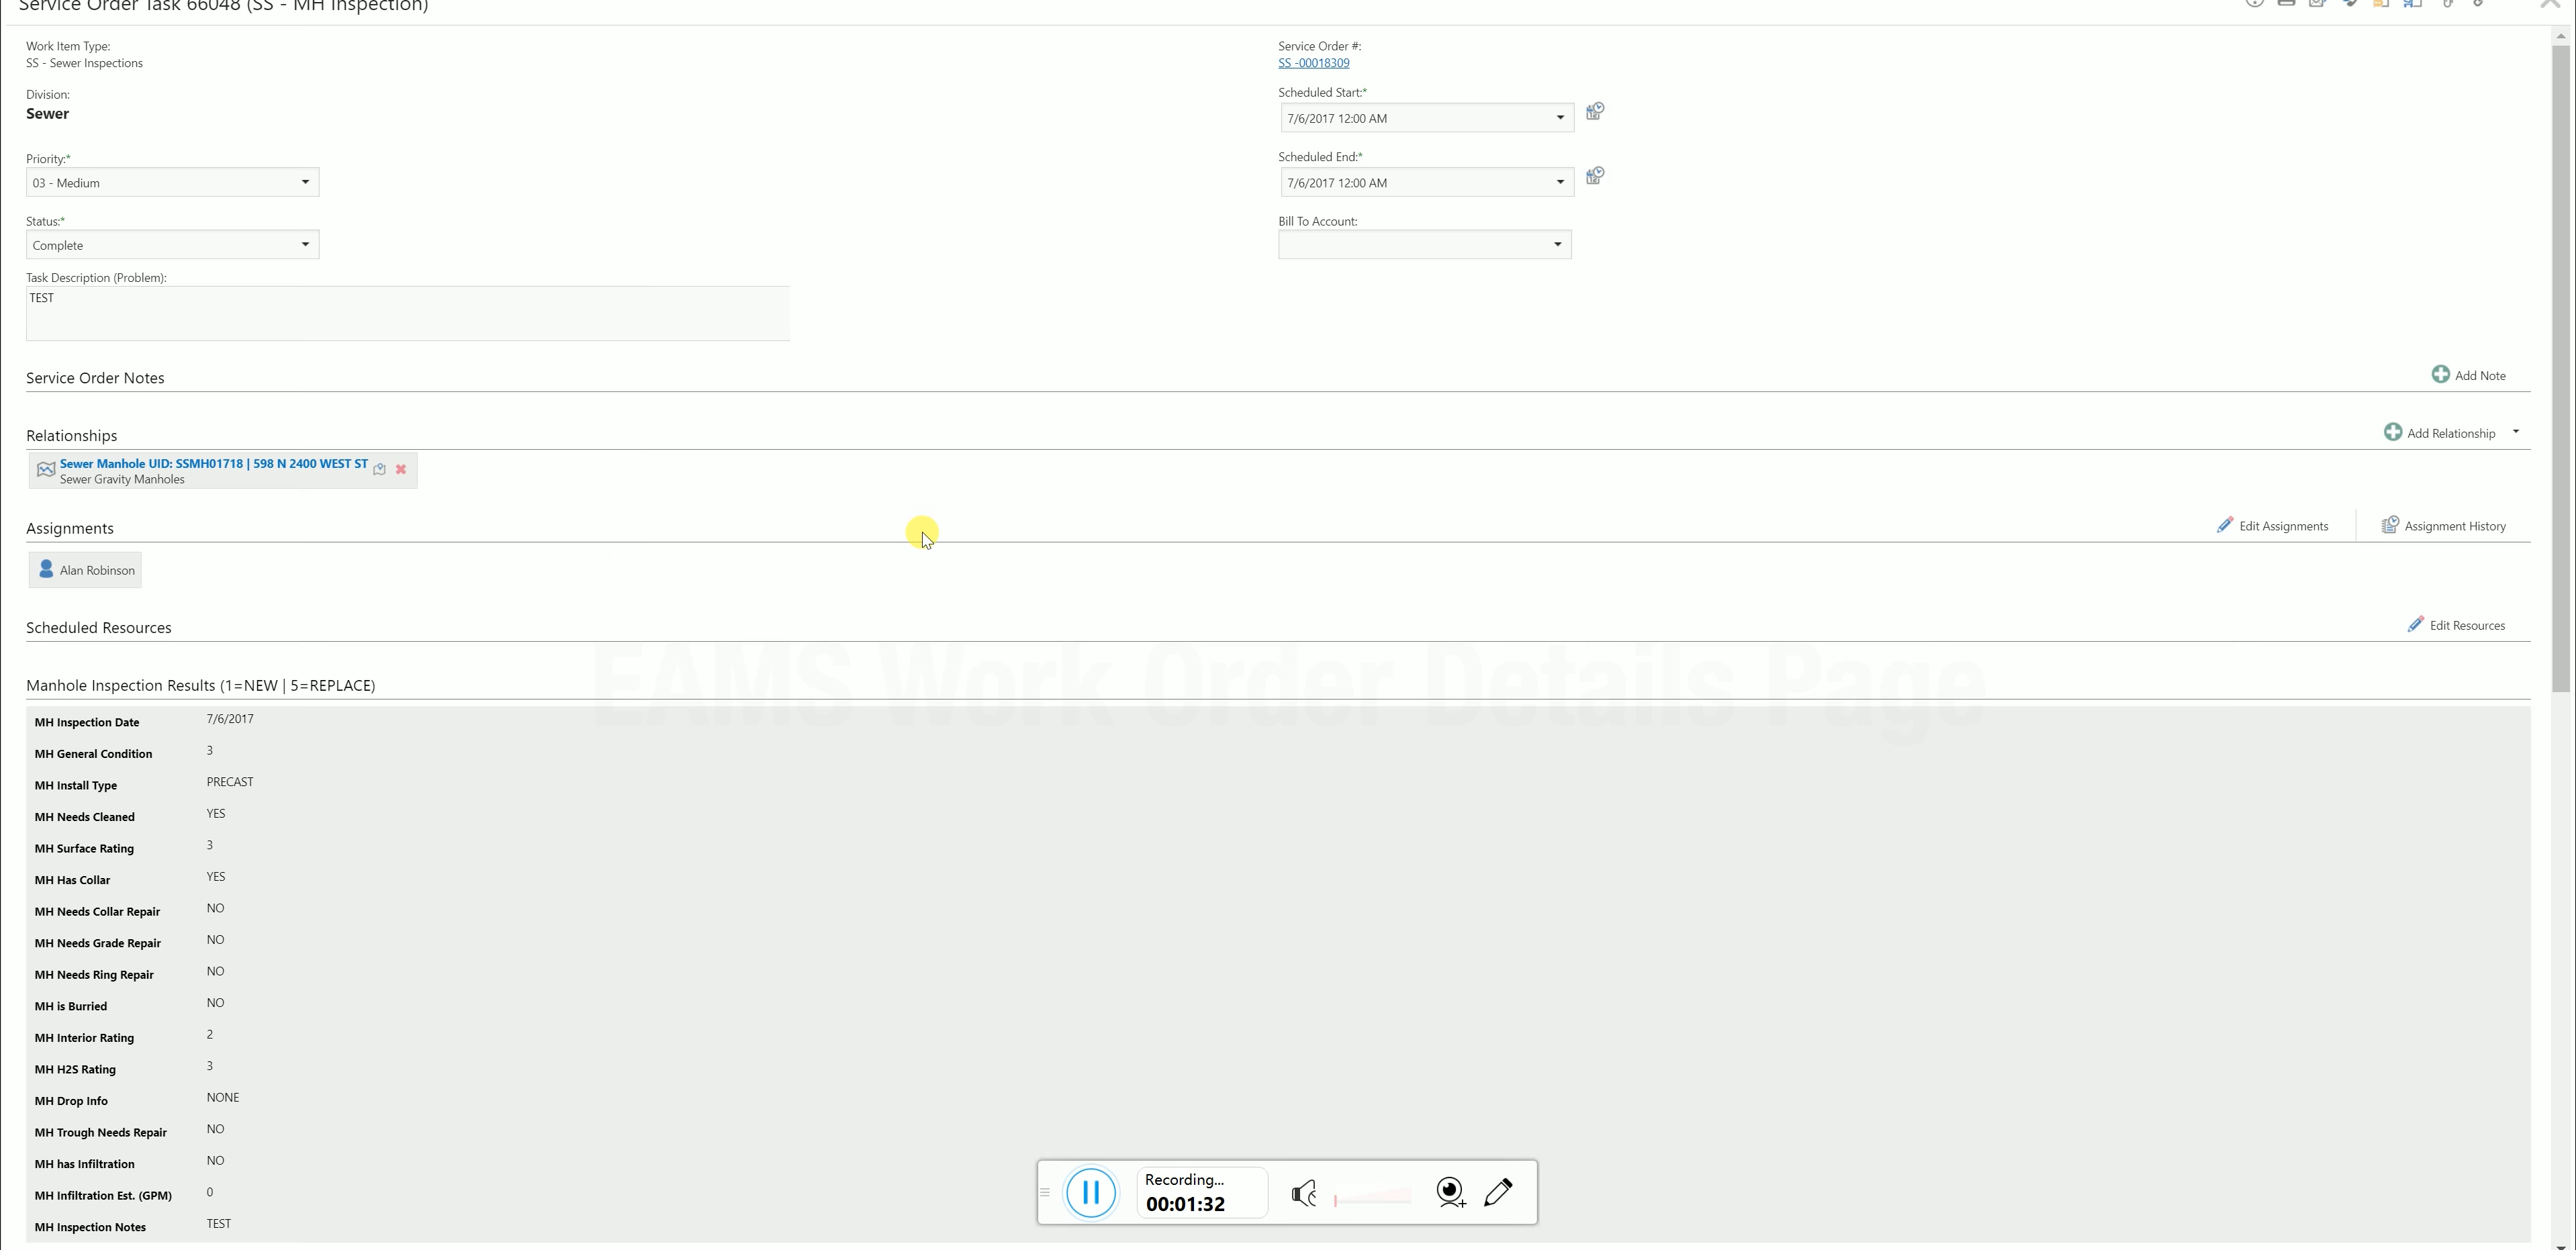 Service Order Task 66048 (SS - MH Inspection)
Work Item Type:
SS - Sewer Inspections
Service Order #:
SS -00018309
Division:
Sewer
Scheduled Start:*
7/6/2017 12:00 AM
Priority:*
03 - Medium
Scheduled End:*
7/6/2017 12:00 AM
Status:*
Complete
Bill To Account:
Task Description (Problem):
TEST
Service Order Notes
Add Note
Relationships
Add Relationship
Sewer Manhole UID: SSMH01718 | 598 N 2400 WEST ST
Sewer Gravity Manholes
Assignments
Edit Assignments
Assignment History
Alan Robinson
Scheduled Resources
Edit Resources
EAMS Work Order Details Page
Manhole Inspection Results (1=NEW | 5=REPLACE)
MH Inspection Date 7/6/2017
MH General Condition 3
MH Install Type PRECAST
MH Needs Cleaned YES
MH Surface Rating 3
MH Has Collar YES
MH Needs Collar Repair NO
MH Needs Grade Repair NO
MH Needs Ring Repair NO
MH is Burried NO
MH Interior Rating 2
MH H2S Rating 3
MH Drop Info NONE
MH Trough Needs Repair NO
MH has Infiltration NO
MH Infiltration Est. (GPM) 0
MH Inspection Notes TEST
Recording...
00:01:32